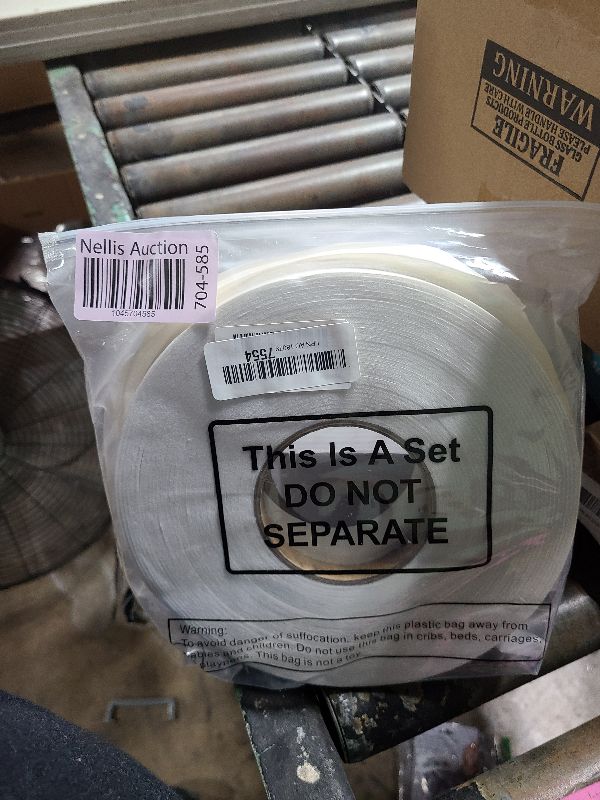 WARNING
FRAGILE
GLASS BOTTLE PRODUCTS
PLEASE HANDLE WITH CARE
Nellis Auction
704-585
1045704585
7554
This Is A Set
DO NOT
SEPARATE
Warning:
To avoid danger of suffocation, keep this plastic bag away from
babies and children. Do not use this bag in cribs, beds, carriages,
playpens. This bag is not a toy.